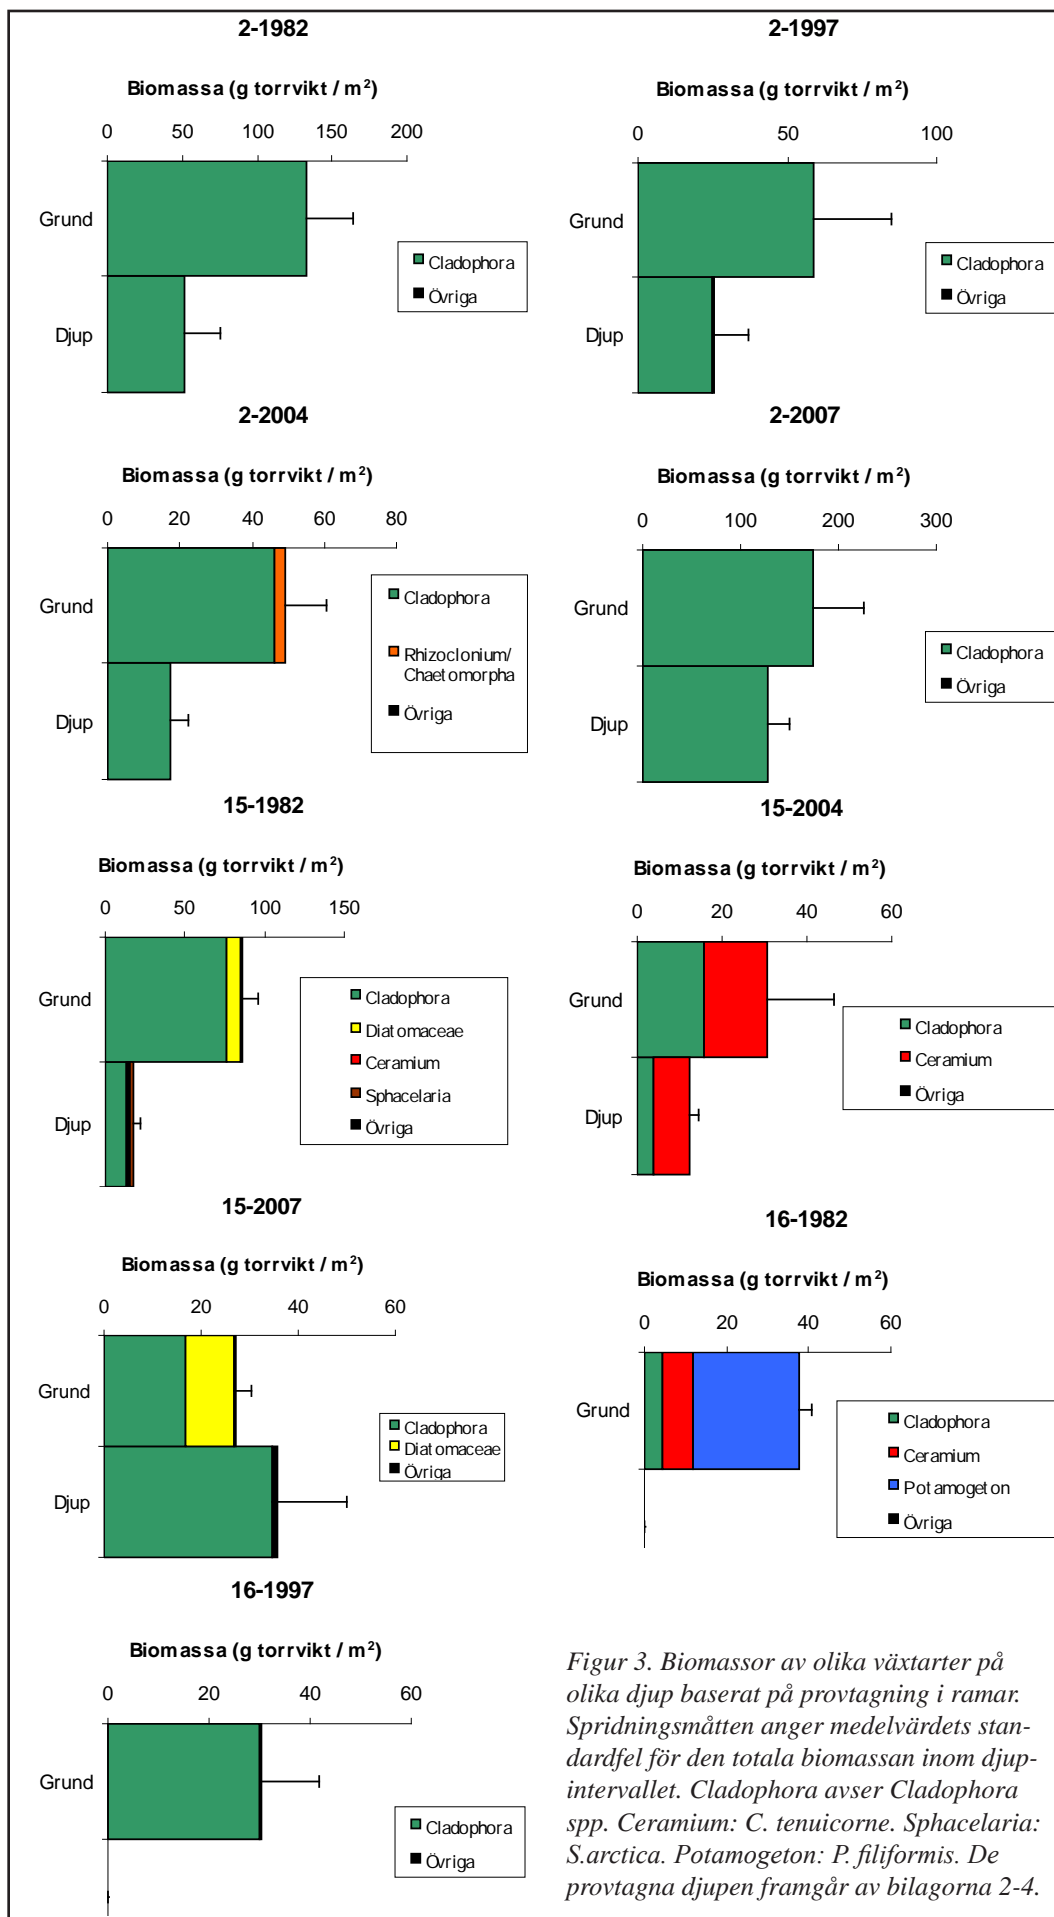 2-1982
Biomassa (g torrvikt / m²)
0 50 100 150 200
Grund
Djup
Cladophora
Övriga
2-1997
Biomassa (g torrvikt / m²)
0 50 100
Grund
Djup
Cladophora
Övriga
2-2004
Biomassa (g torrvikt / m²)
0 20 40 60 80
Grund
Djup
Cladophora
Rhizoclonium/
Chaetomorpha
Övriga
2-2007
Biomassa (g torrvikt / m²)
0 100 200 300
Grund
Djup
Cladophora
Övriga
15-1982
Biomassa (g torrvikt / m²)
0 50 100 150
Grund
Djup
Cladophora
Diatomaceae
Ceramium
Sphacelaria
Övriga
15-2004
Biomassa (g torrvikt / m²)
0 20 40 60
Grund
Djup
Cladophora
Ceramium
Övriga
15-2007
Biomassa (g torrvikt / m²)
0 20 40 60
Grund
Djup
Cladophora
Diatomaceae
Övriga
16-1982
Biomassa (g torrvikt / m²)
0 20 40 60
Grund
Cladophora
Ceramium
Potamogeton
Övriga
16-1997
Biomassa (g torrvikt / m²)
0 20 40 60
Grund
Cladophora
Övriga
Figur 3. Biomassor av olika växtarter på
olika djup baserat på provtagning i ramar.
Spridningsmåtten anger medelvärdets stan-
dardfel för den totala biomassan inom djup-
intervallet. Cladophora avser Cladophora
spp. Ceramium: C. tenuicorne. Sphacelaria:
S.arctica. Potamogeton: P. filiformis. De
provtagna djupen framgår av bilagorna 2-4.